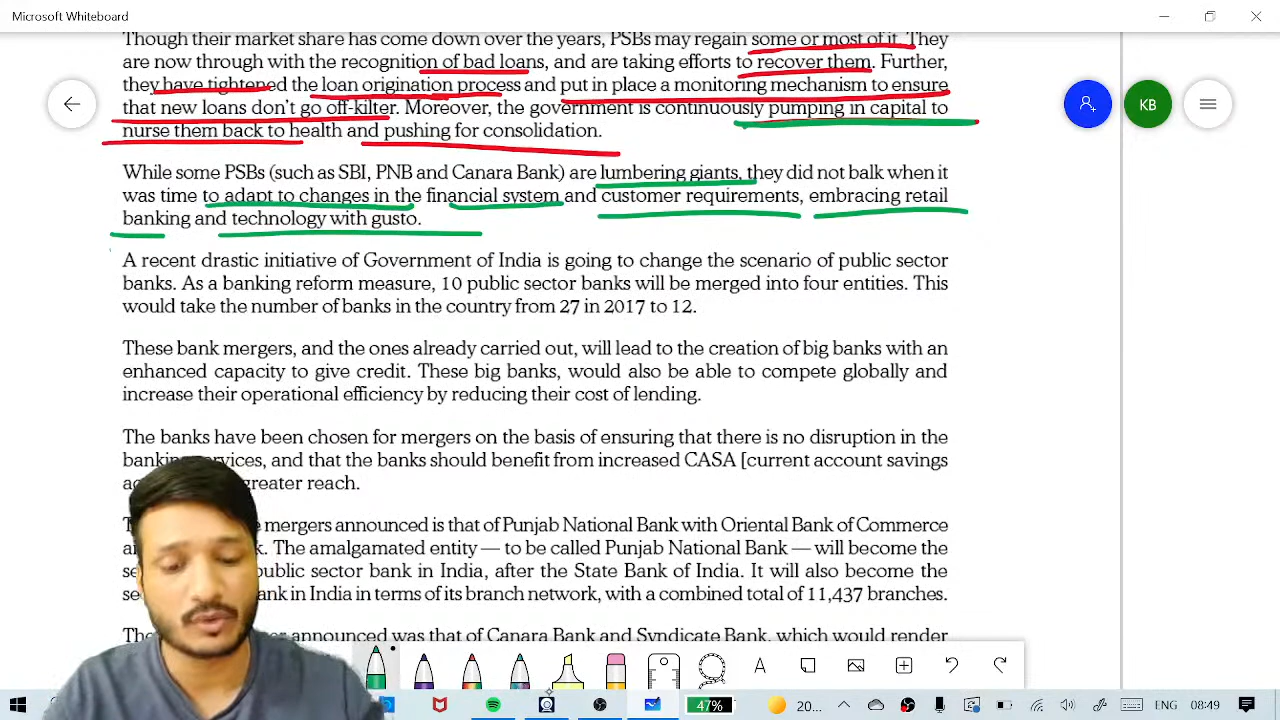 Microsoft Whiteboard
Though their market share has come down over the years, PSBs may regain some or most of it. They
are now through with the recognition of bad loans, and are taking efforts to recover them. Further,
they have tightened the loan origination process and put in place a monitoring mechanism to ensure
that new loans don't go off-kilter. Moreover, the government is continuously pumping in capital to
nurse them back to health and pushing for consolidation.
KB
While some PSBs (such as SBI, PNB and Canara Bank) are lumbering giants, they did not balk when it
was time to adapt to changes in the financial system and customer requirements, embracing retail
banking and technology with gusto.
A recent drastic initiative of Government of India is going to change the scenario of public sector
banks. As a banking reform measure, 10 public sector banks will be merged into four entities. This
would take the number of banks in the country from 27 in 2017 to 12.
These bank mergers, and the ones already carried out, will lead to the creation of big banks with an
enhanced capacity to give credit. These big banks, would also be able to compete globally and
increase their operational efficiency by reducing their cost of lending.
The banks have been chosen for mergers on the basis of ensuring that there is no disruption in the
banking services, and that the banks should benefit from increased CASA [current account savings
greater reach.
mergers announced is that of Punjab National Bank with Oriental Bank of Commerce
The amalgamated entity — to be called Punjab National Bank — will become the
public sector bank in India, after the State Bank of India. It will also become the
in India in terms of its branch network, with a combined total of 11,437 branches.
announced was that of Canara Bank and Syndicate Bank, which would render
A
47%
20...
08:49